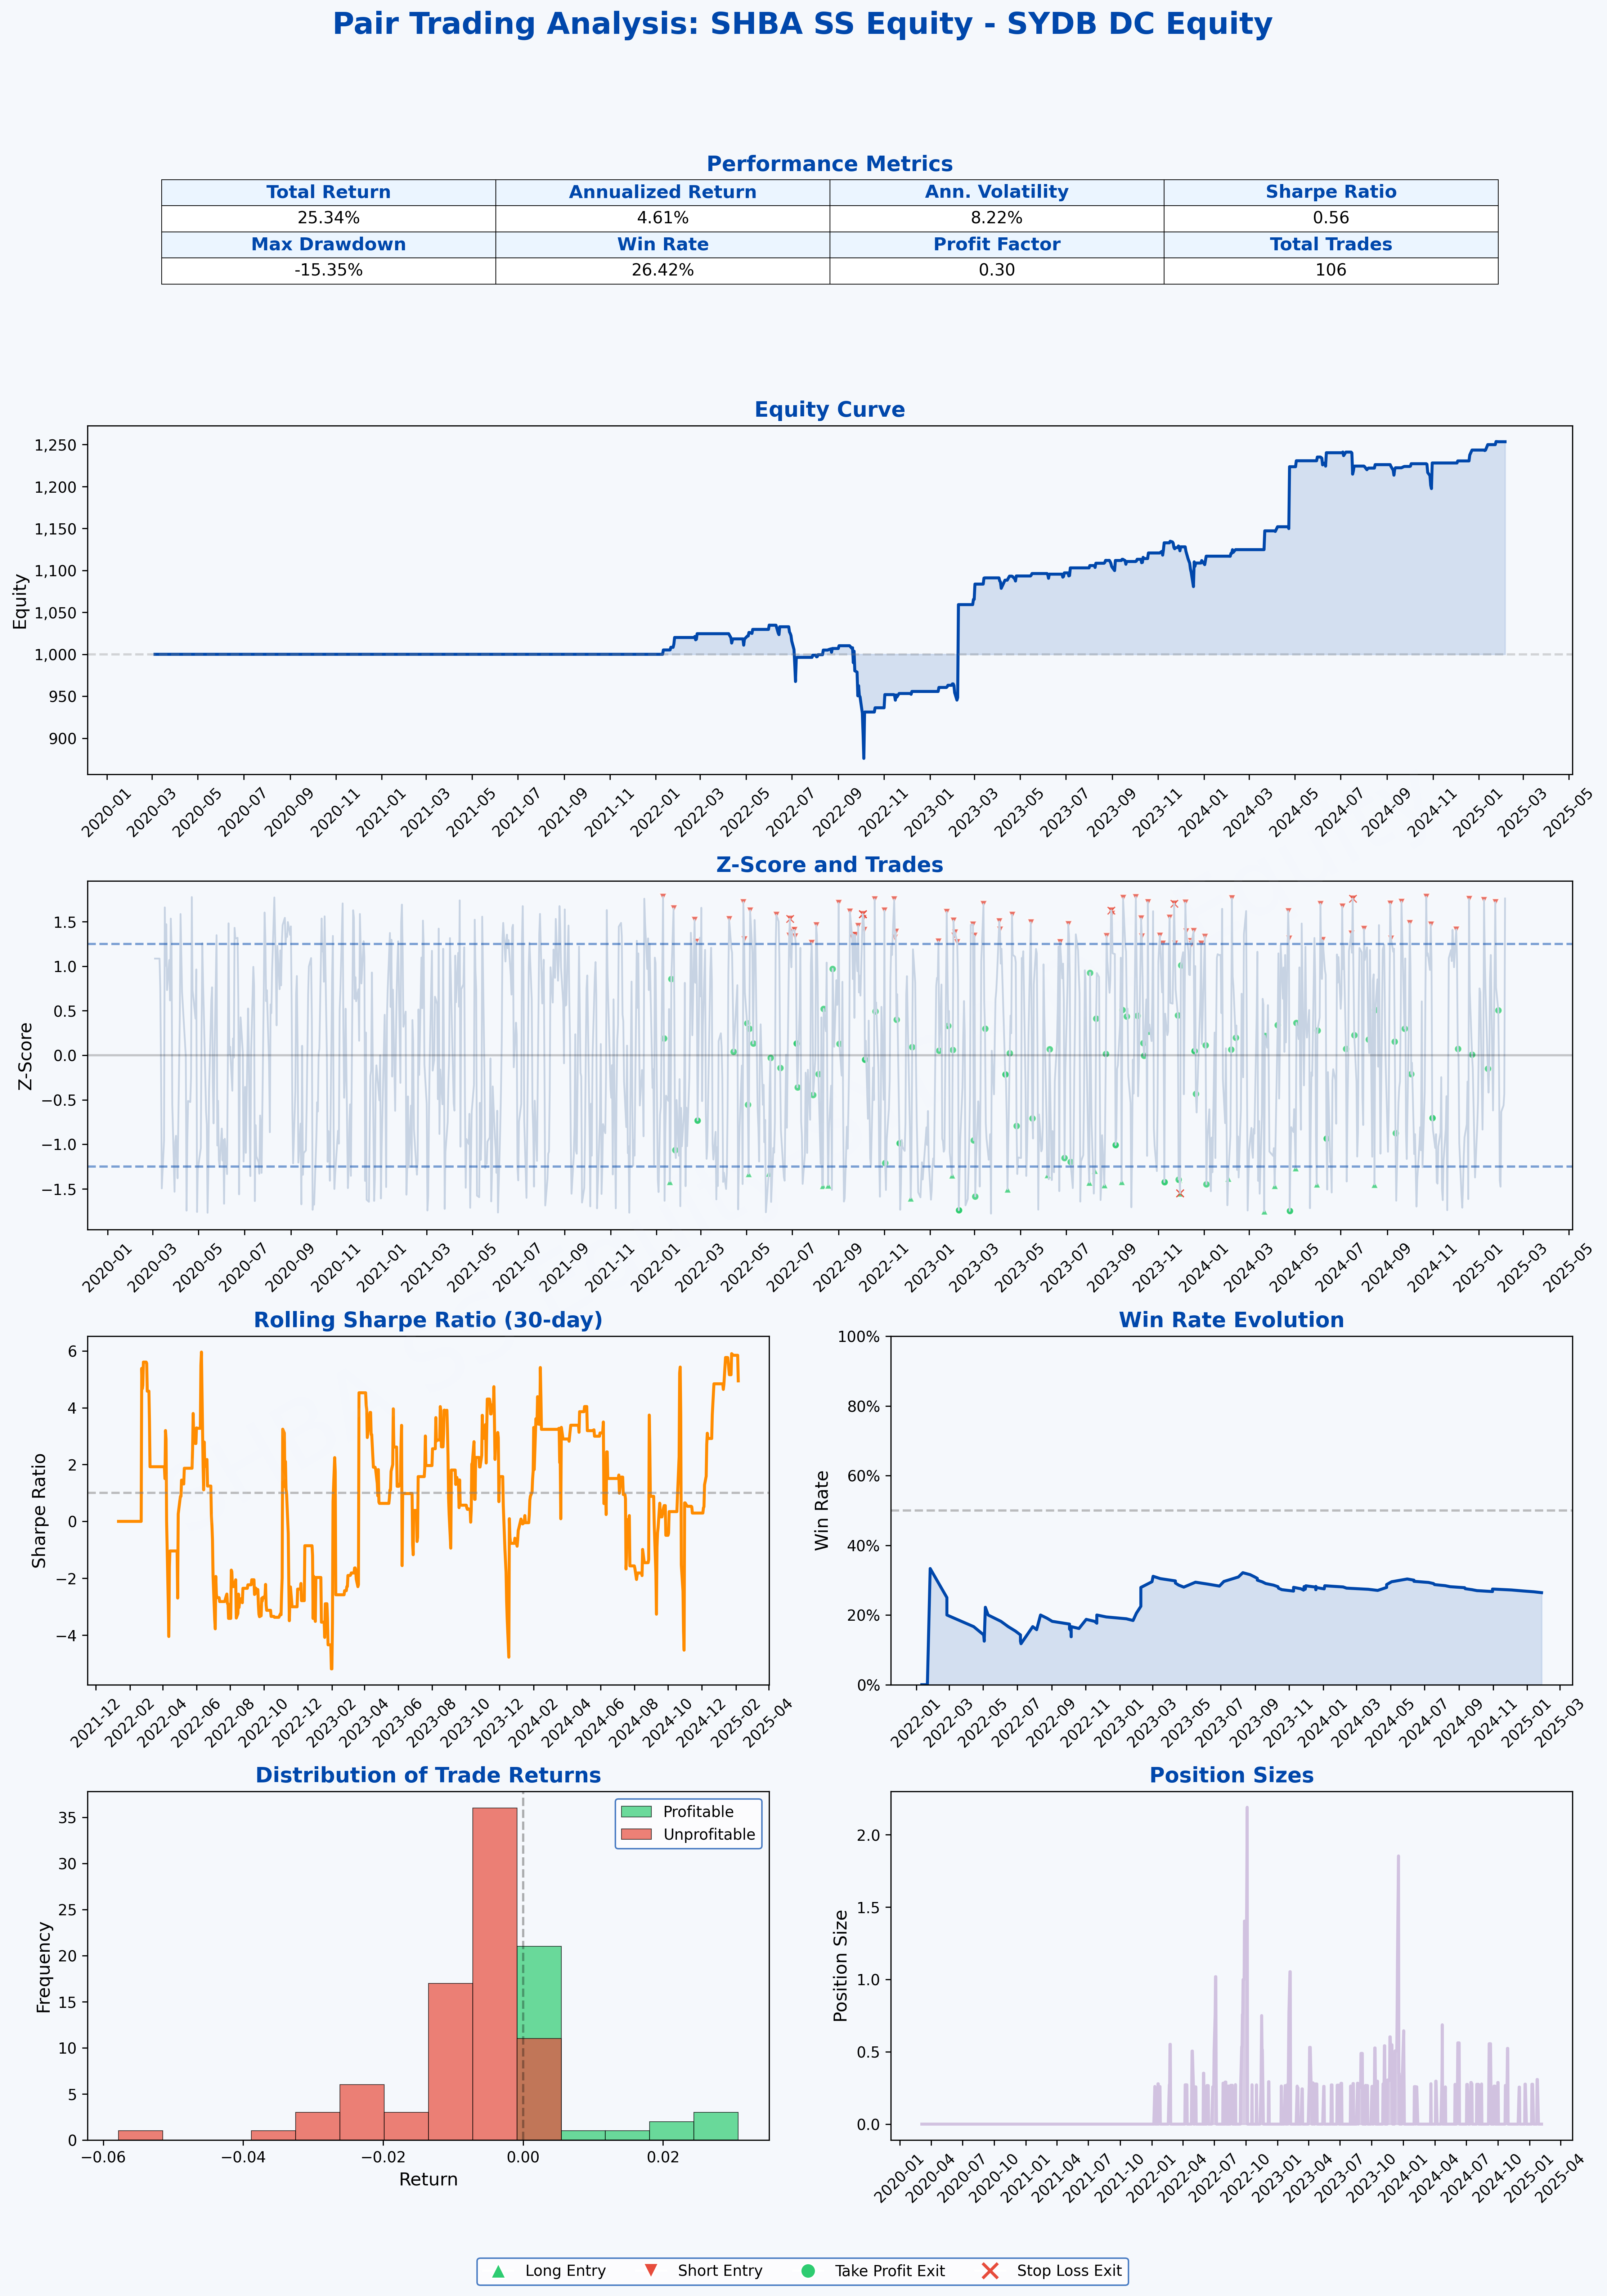 Pair Trading Analysis: SHBA SS Equity - SYDB DC Equity
Performance Metrics
Total Return Annualized Return Ann. Volatility Sharpe Ratio
25.34% 4.61% 8.22% 0.56
Max Drawdown Win Rate Profit Factor Total Trades
-15.35% 26.42% 0.30 106
Equity Curve
1,250
1,200
1,150
1,100
1,050
1,000
950
900
Equity
2020-01 2020-03 2020-05 2020-07 2020-09 2020-11 2021-01 2021-03 2021-05 2021-07 2021-09 2021-11 2022-01 2022-03 2022-05 2022-07 2022-09 2022-11 2023-01 2023-03 2023-05 2023-07 2023-09 2023-11 2024-01 2024-03 2024-05 2024-07 2024-09 2024-11 2025-01 2025-03 2025-05
Z-Score and Trades
1.5
1.0
0.5
0.0
−0.5
−1.0
−1.5
Z-Score
2020-01 2020-03 2020-05 2020-07 2020-09 2020-11 2021-01 2021-03 2021-05 2021-07 2021-09 2021-11 2022-01 2022-03 2022-05 2022-07 2022-09 2022-11 2023-01 2023-03 2023-05 2023-07 2023-09 2023-11 2024-01 2024-03 2024-05 2024-07 2024-09 2024-11 2025-01 2025-03 2025-05
Rolling Sharpe Ratio (30-day)
6
4
2
0
−2
−4
Sharpe Ratio
2021-12 2022-02 2022-04 2022-06 2022-08 2022-10 2022-12 2023-02 2023-04 2023-06 2023-08 2023-10 2023-12 2024-02 2024-04 2024-06 2024-08 2024-10 2024-12 2025-02 2025-04
Win Rate Evolution
100%
80%
60%
40%
20%
0%
Win Rate
2022-01 2022-03 2022-05 2022-07 2022-09 2022-11 2023-01 2023-03 2023-05 2023-07 2023-09 2023-11 2024-01 2024-03 2024-05 2024-07 2024-09 2024-11 2025-01 2025-03
Distribution of Trade Returns
Profitable
Unprofitable
35
30
25
20
15
10
5
0
Frequency
−0.06 −0.04 −0.02 0.00 0.02
Return
Position Sizes
2.0
1.5
1.0
0.5
0.0
Position Size
2020-01 2020-04 2020-07 2020-10 2021-01 2021-04 2021-07 2021-10 2022-01 2022-04 2022-07 2022-10 2023-01 2023-04 2023-07 2023-10 2024-01 2024-04 2024-07 2024-10 2025-01 2025-04
Long Entry Short Entry Take Profit Exit Stop Loss Exit